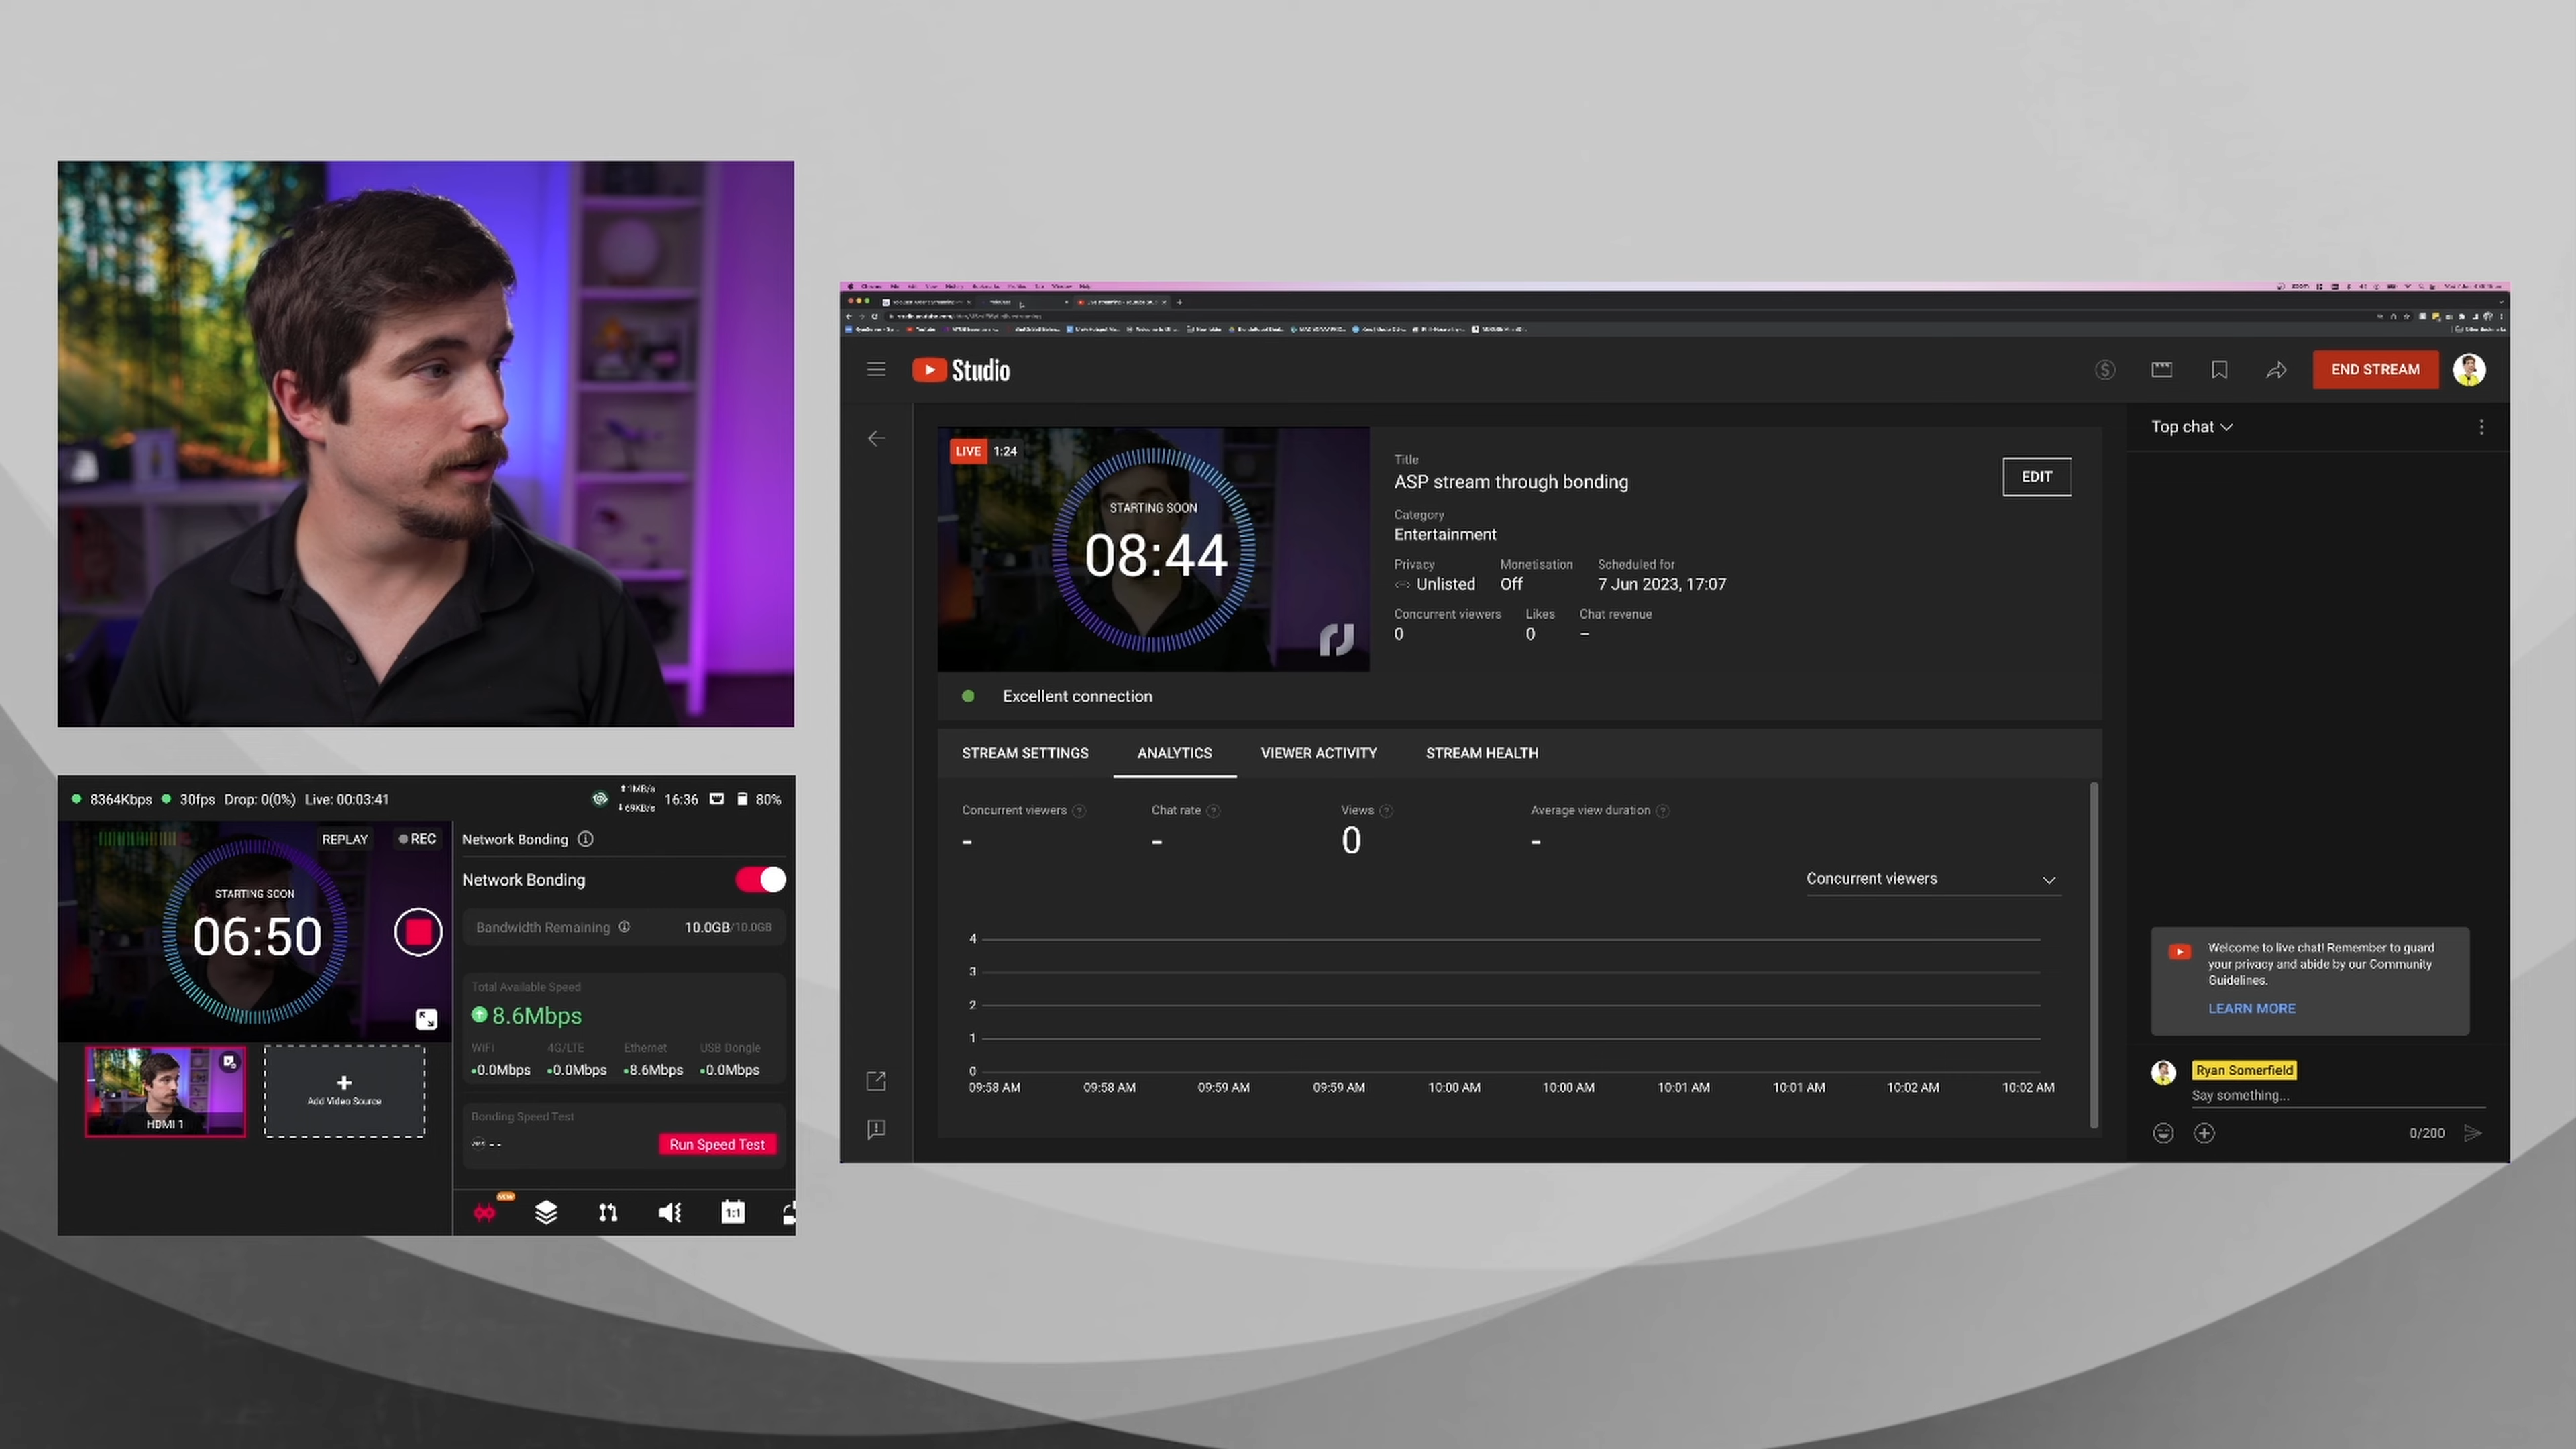 8364Kbps 30fps Drop: 0(0%) Live: 00:03:41
1MB/s
69KB/s
16:36
80%
REPLAY
REC
STARTING SOON
06:50
HDMI 1
+
Add Video Source
Network Bonding
Network Bonding
Bandwidth Remaining 10.0GB/10.0GB
Total Available Speed
8.6Mbps
WiFi 4G/LTE Ethernet USB Dongle
0.0Mbps 0.0Mbps 8.6Mbps 0.0Mbps
Bonding Speed Test
--
Run Speed Test
NEW
1:1
Studio
END STREAM
LIVE 1:24
STARTING SOON
08:44
Excellent connection
Title
ASP stream through bonding
EDIT
Category
Entertainment
Privacy Monetisation Scheduled for
Unlisted Off 7 Jun 2023, 17:07
Concurrent viewers Likes Chat revenue
0 0 –
STREAM SETTINGS ANALYTICS VIEWER ACTIVITY STREAM HEALTH
Concurrent viewers Chat rate Views Average view duration
- - 0 -
Concurrent viewers
4
3
2
1
0
09:58 AM 09:58 AM 09:59 AM 09:59 AM 10:00 AM 10:00 AM 10:01 AM 10:01 AM 10:02 AM 10:02 AM
Top chat
Welcome to live chat! Remember to guard
your privacy and abide by our Community
Guidelines.
LEARN MORE
Ryan Somerfield
Say something...
0/200